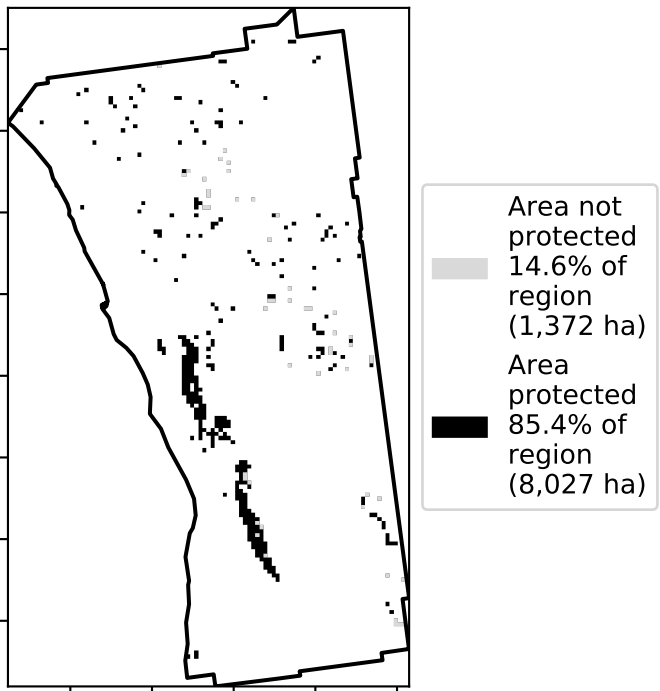 Area not
protected
14.6% of
region
(1,372 ha)
Area
protected
85.4% of
region
(8,027 ha)